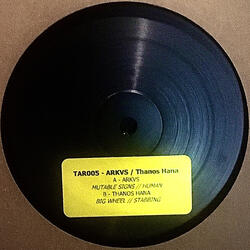 TAR005 - ARKVS / Thanos Hana
A - ARKVS
MUTABLE SIGNS // HUMAN
B - THANOS HANA
BIG WHEEL // STABBING